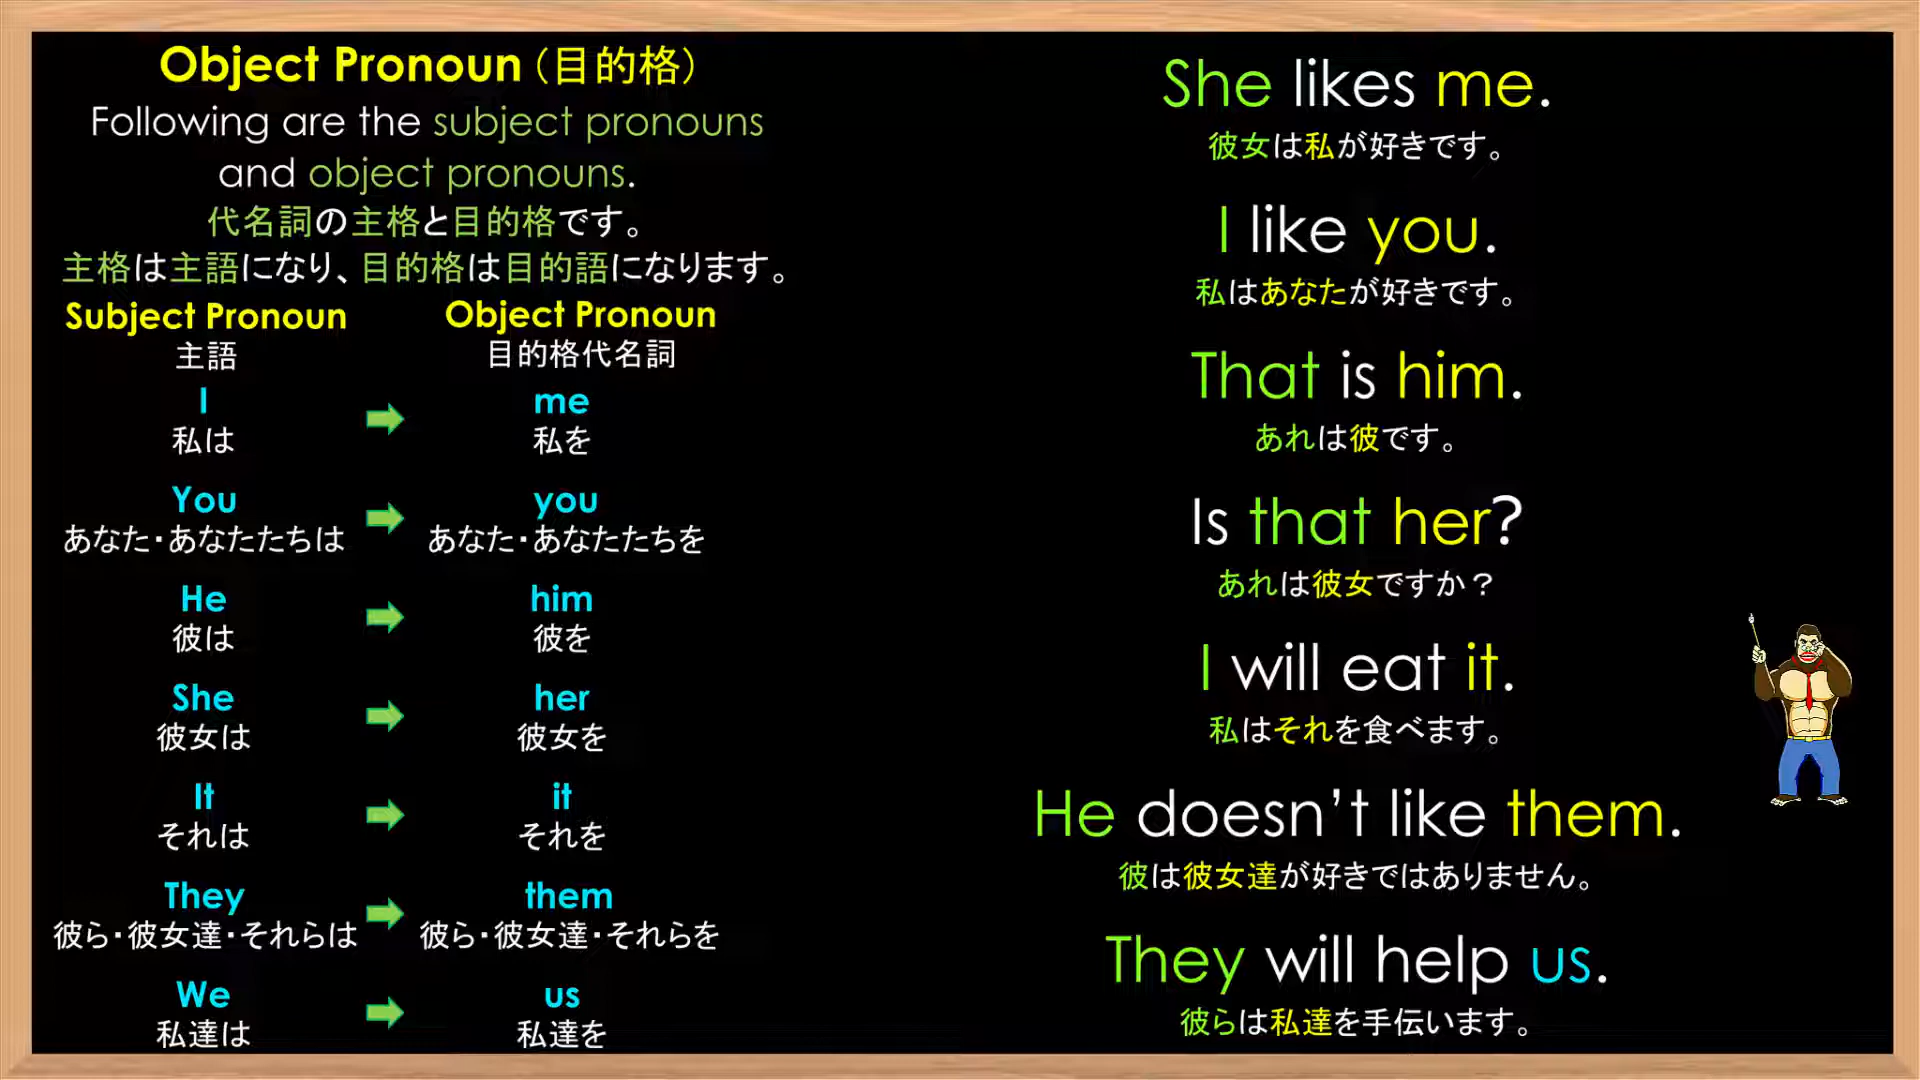 Object Pronoun（目的格）
Following are the subject pronouns
and object pronouns.
代名詞の主格と目的格です。
主格は主語になり、目的格は目的語になります。
Subject Pronoun
主語
Object Pronoun
目的格代名詞
I
私は
me
私を
You
あなた・あなたたちは
you
あなた・あなたたちを
He
彼は
him
彼を
She
彼女は
her
彼女を
It
それは
it
それを
They
彼ら・彼女達・それらは
them
彼ら・彼女達・それらを
We
私達は
us
私達を
She likes me.
彼女は私が好きです。
I like you.
私はあなたが好きです。
That is him.
あれは彼です。
Is that her?
あれは彼女ですか？
I will eat it.
私はそれを食べます。
He doesn’t like them.
彼は彼女達が好きではありません。
They will help us.
彼らは私達を手伝います。